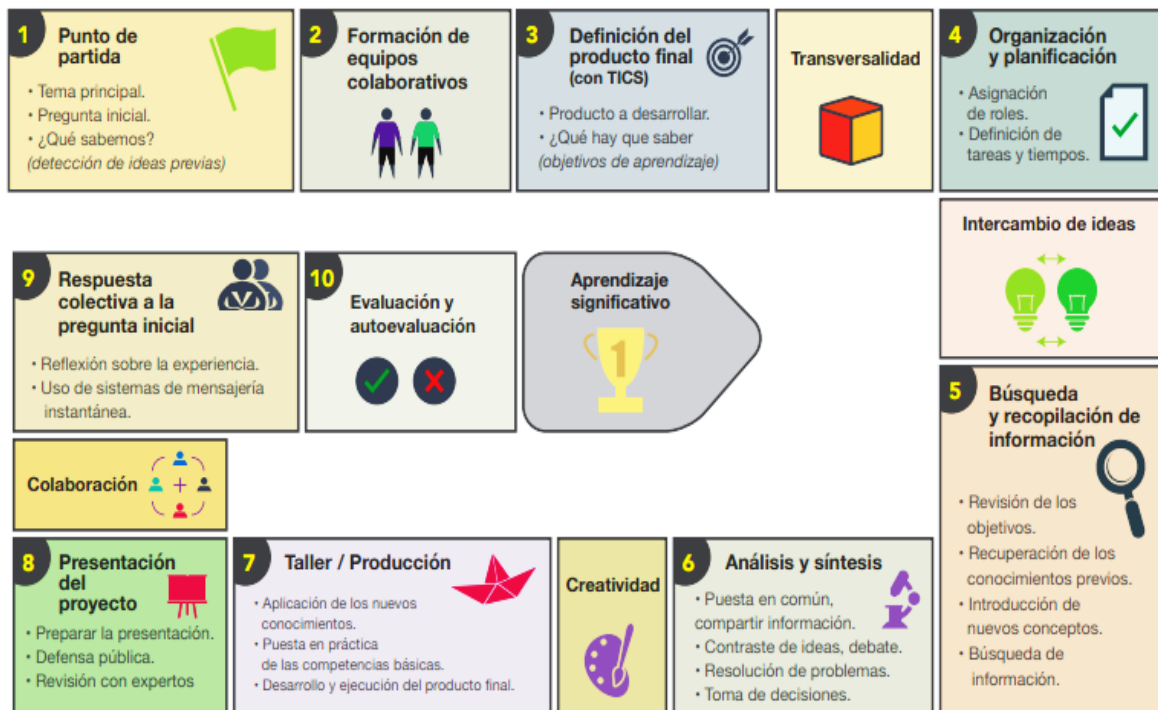 1
Punto de
partida
• Tema principal.
• Pregunta inicial.
• ¿Qué sabemos?
(detección de ideas previas)
2
Formación de
equipos
colaborativos
3
Definición del
producto final
(con TICS)
• Producto a desarrollar.
• ¿Qué hay que saber
(objetivos de aprendizaje)
Transversalidad
4
Organización
y planificación
• Asignación
de roles.
• Definición de
tareas y tiempos.
Intercambio de ideas
5
Búsqueda
y recopilación de
información
• Revisión de los
objetivos.
• Recuperación de los
conocimientos previos.
• Introducción de
nuevos conceptos.
• Búsqueda de
información.
6
Análisis y síntesis
• Puesta en común,
compartir información.
• Contraste de ideas, debate.
• Resolución de problemas.
• Toma de decisiones.
Creatividad
7
Taller / Producción
• Aplicación de los nuevos
conocimientos.
• Puesta en práctica
de las competencias básicas.
• Desarrollo y ejecución del producto final.
8
Presentación
del
proyecto
• Preparar la presentación.
• Defensa pública.
• Revisión con expertos
Colaboración
9
Respuesta
colectiva a la
pregunta inicial
• Reflexión sobre la experiencia.
• Uso de sistemas de mensajería
instantánea.
10
Evaluación y
autoevaluación
Aprendizaje
significativo
1